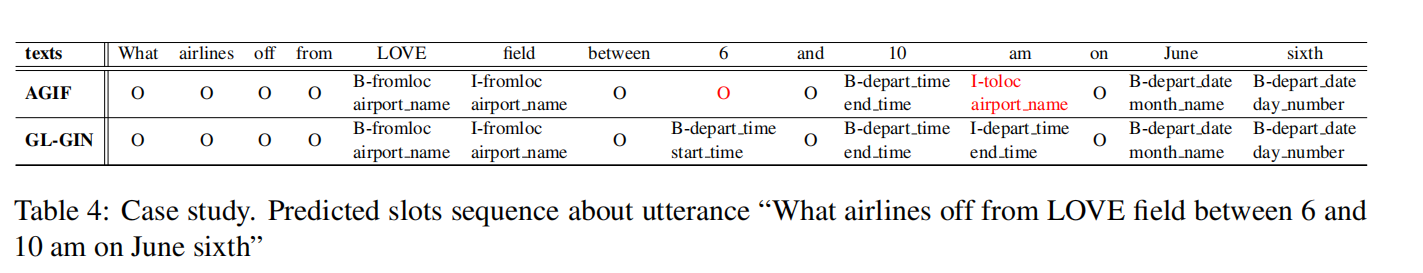 texts What airlines off from LOVE field between 6 and 10 am on June sixth
AGIF O O O O B-fromloc airport_name I-fromloc airport_name O O O B-depart_time end_time I-toloc airport_name O B-depart_date month_name B-depart_date day_number
GL-GIN O O O O B-fromloc airport_name I-fromloc airport_name O B-depart_time start_time O B-depart_time end_time I-depart_time end_time O B-depart_date month_name B-depart_date day_number
Table 4: Case study. Predicted slots sequence about utterance “What airlines off from LOVE field between 6 and
10 am on June sixth”